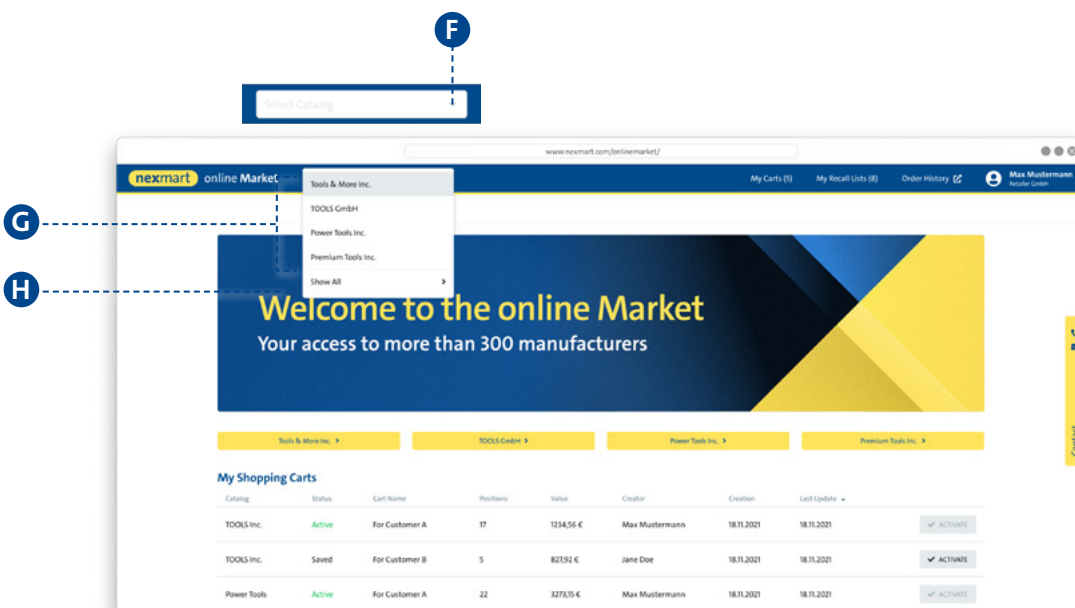 F
Select Catalog
www.nexmart.com/onlinemarket/
nexmart online Market
My Carts (5) My Recall Lists (8) Order History
Max Mustermann
Retailer GmbH
Tools & More Inc.
TOOLS GmbH
Power Tools Inc.
Premium Tools Inc.
Show All
G
H
Welcome to the online Market
Your access to more than 300 manufacturers
Contact
Tools & More Inc. TOOLS GmbH Power Tools Inc. Premium Tools Inc.
My Shopping Carts
Catalog Status Cart Name Positions Value Creator Creation Last Update
TOOLS Inc. Active For Customer A 17 1234,56 € Max Mustermann 18.11.2021 18.11.2021 ACTIVATE
TOOLS Inc. Saved For Customer B 5 827,92 € Jane Doe 18.11.2021 18.11.2021 ACTIVATE
Power Tools Active For Customer A 22 3273,15 € Max Mustermann 18.11.2021 18.11.2021 ACTIVATE